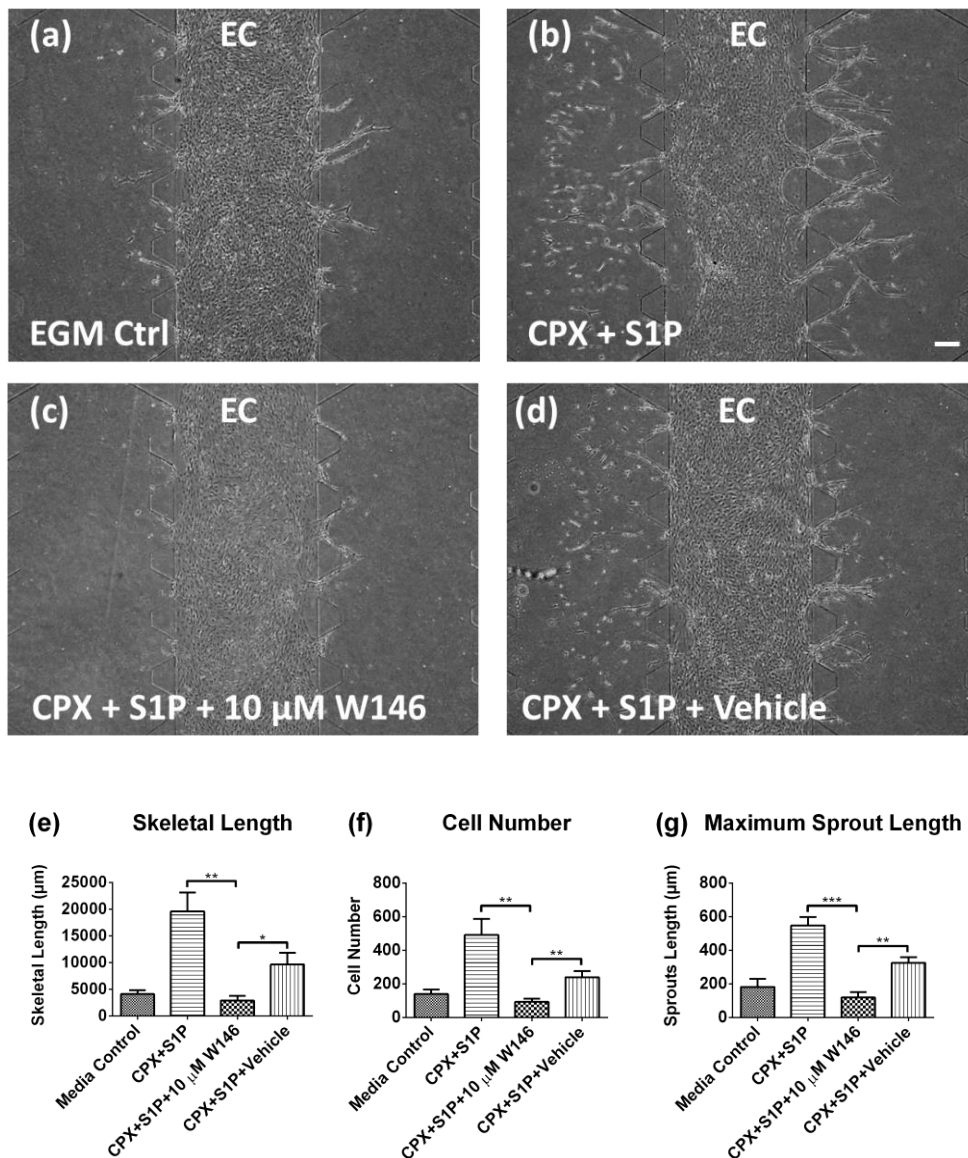 (a) EC
EGM Ctrl
(b) EC
CPX + S1P
(c) EC
CPX + S1P + 10 µM W146
(d) EC
CPX + S1P + Vehicle
(e) Skeletal Length
Skeletal Length (µm)
25000
20000
15000
10000
5000
0
**
*
Media Control
CPX+S1P
CPX+S1P+10 µM W146
CPX+S1P+Vehicle
(f) Cell Number
Cell Number
800
600
400
200
0
**
**
Media Control
CPX+S1P
CPX+S1P+10 µM W146
CPX+S1P+Vehicle
(g) Maximum Sprout Length
Sprouts Length (µm)
800
600
400
200
0
***
**
Media Control
CPX+S1P
CPX+S1P+10 µM W146
CPX+S1P+Vehicle